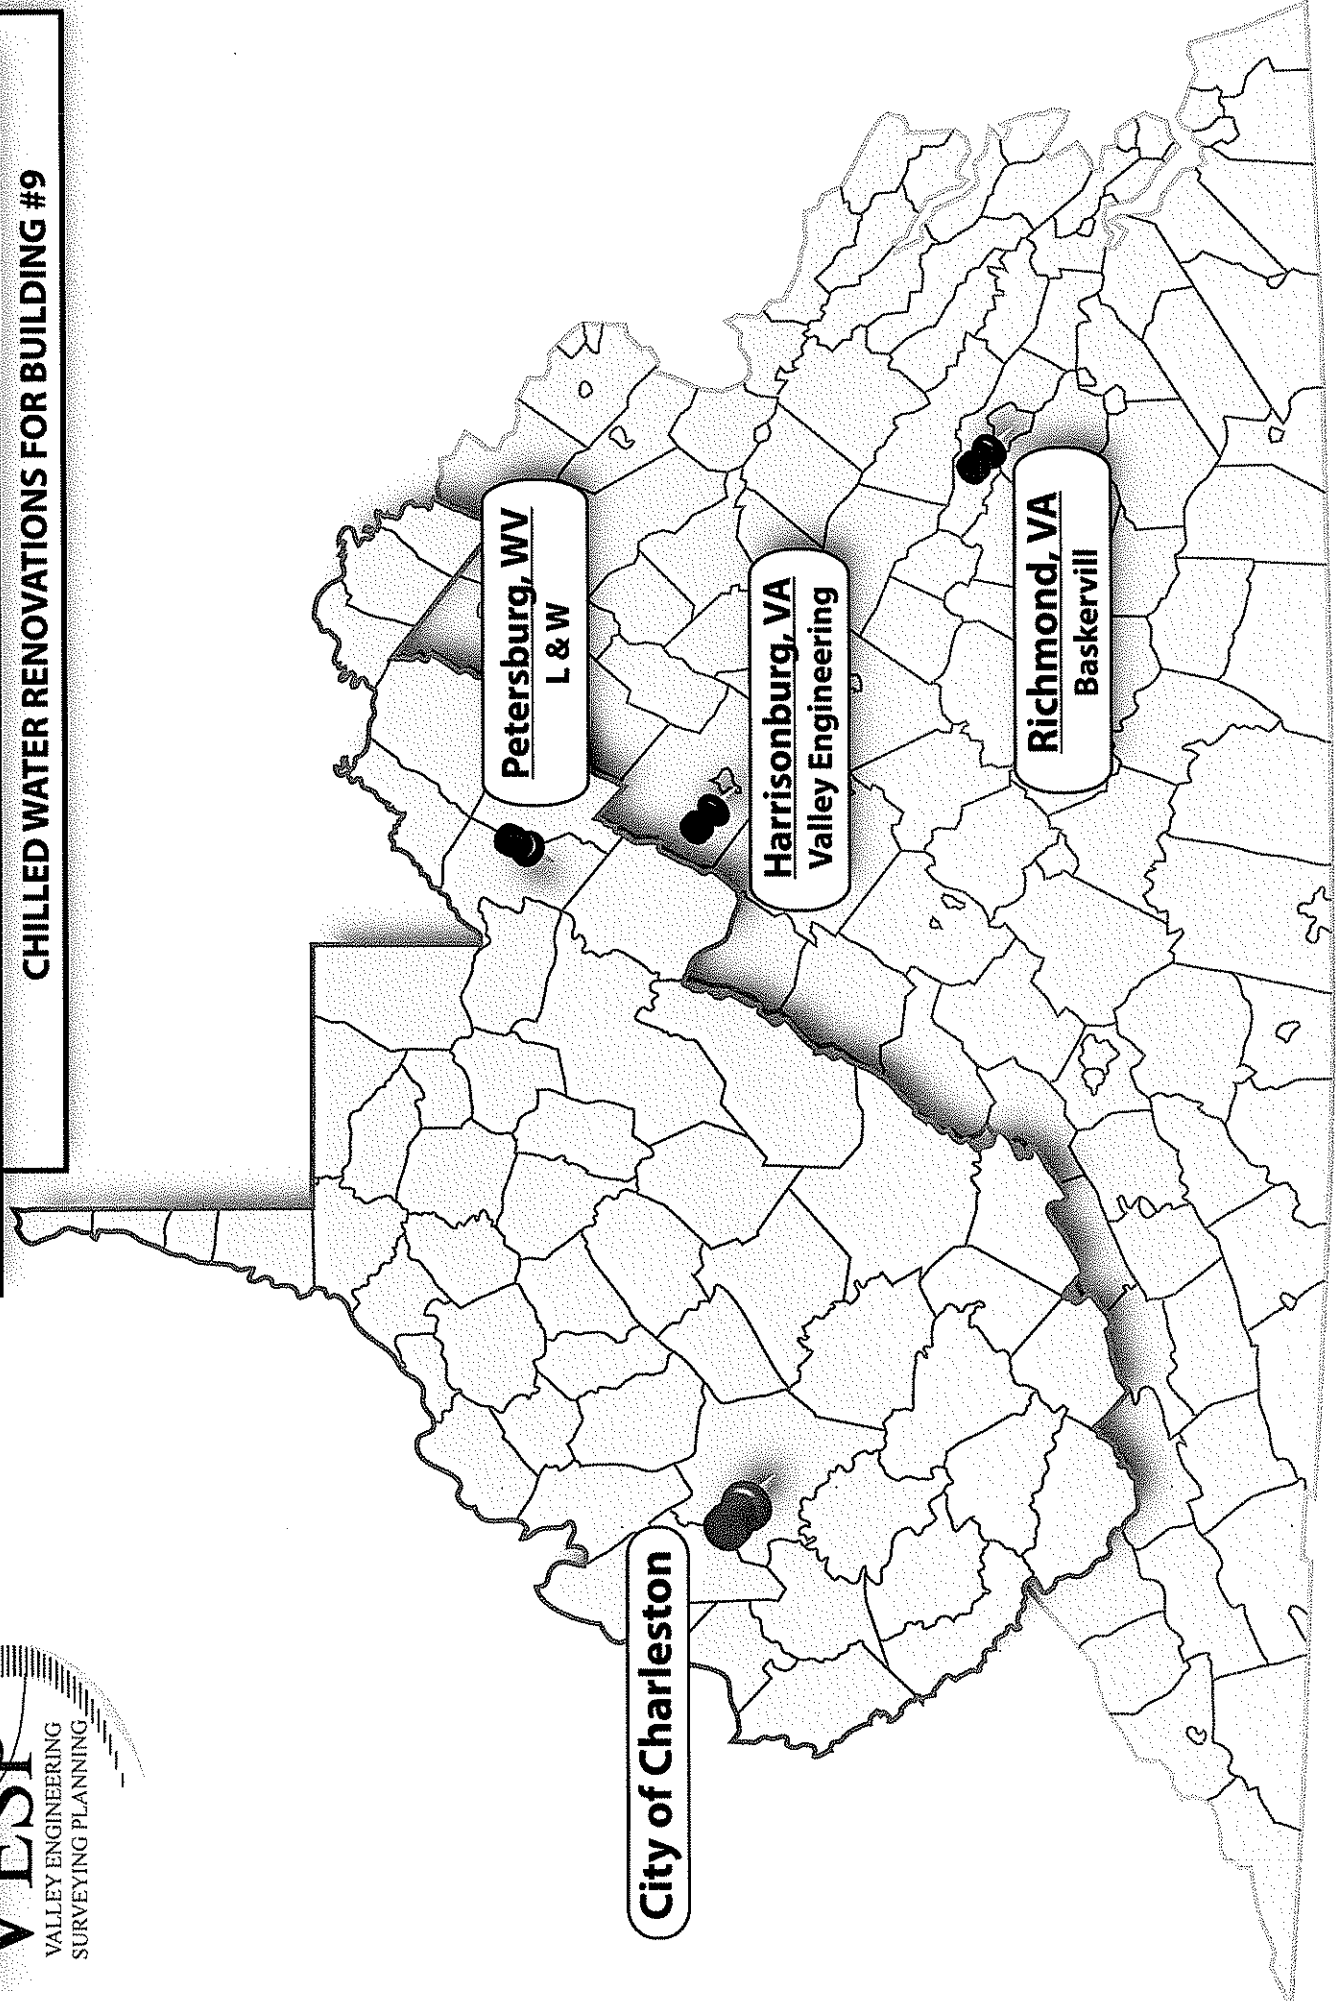 CHILLED WATER RENOVATIONS FOR BUILDING #9
VESP
VALLEY ENGINEERING
SURVEYING PLANNING
Petersburg, WV
L & W
Harrisonburg, VA
Valley Engineering
City of Charleston
Richmond, VA
Baskervill